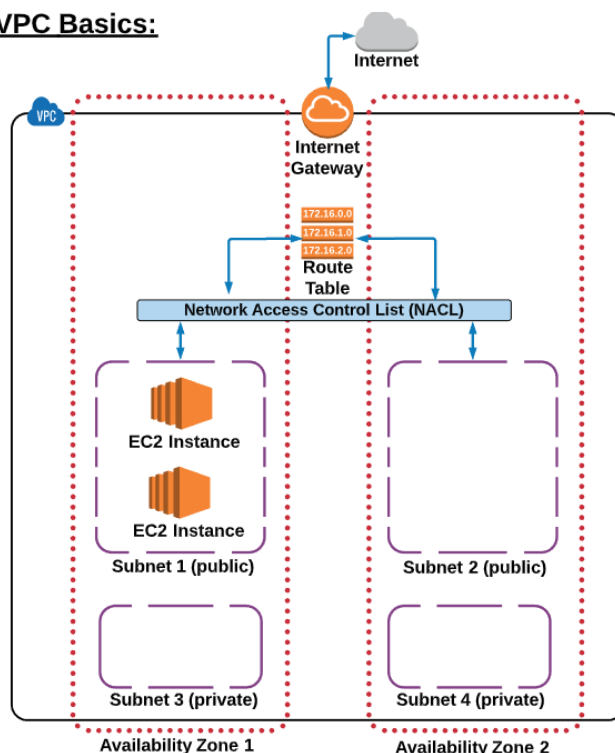 VPC Basics:
Internet
VPC
Internet
Gateway
172.16.0.0
172.16.1.0
172.16.2.0
Route
Table
Network Access Control List (NACL)
EC2 Instance
EC2 Instance
Subnet 1 (public)
Subnet 2 (public)
Subnet 3 (private)
Subnet 4 (private)
Availability Zone 1
Availability Zone 2